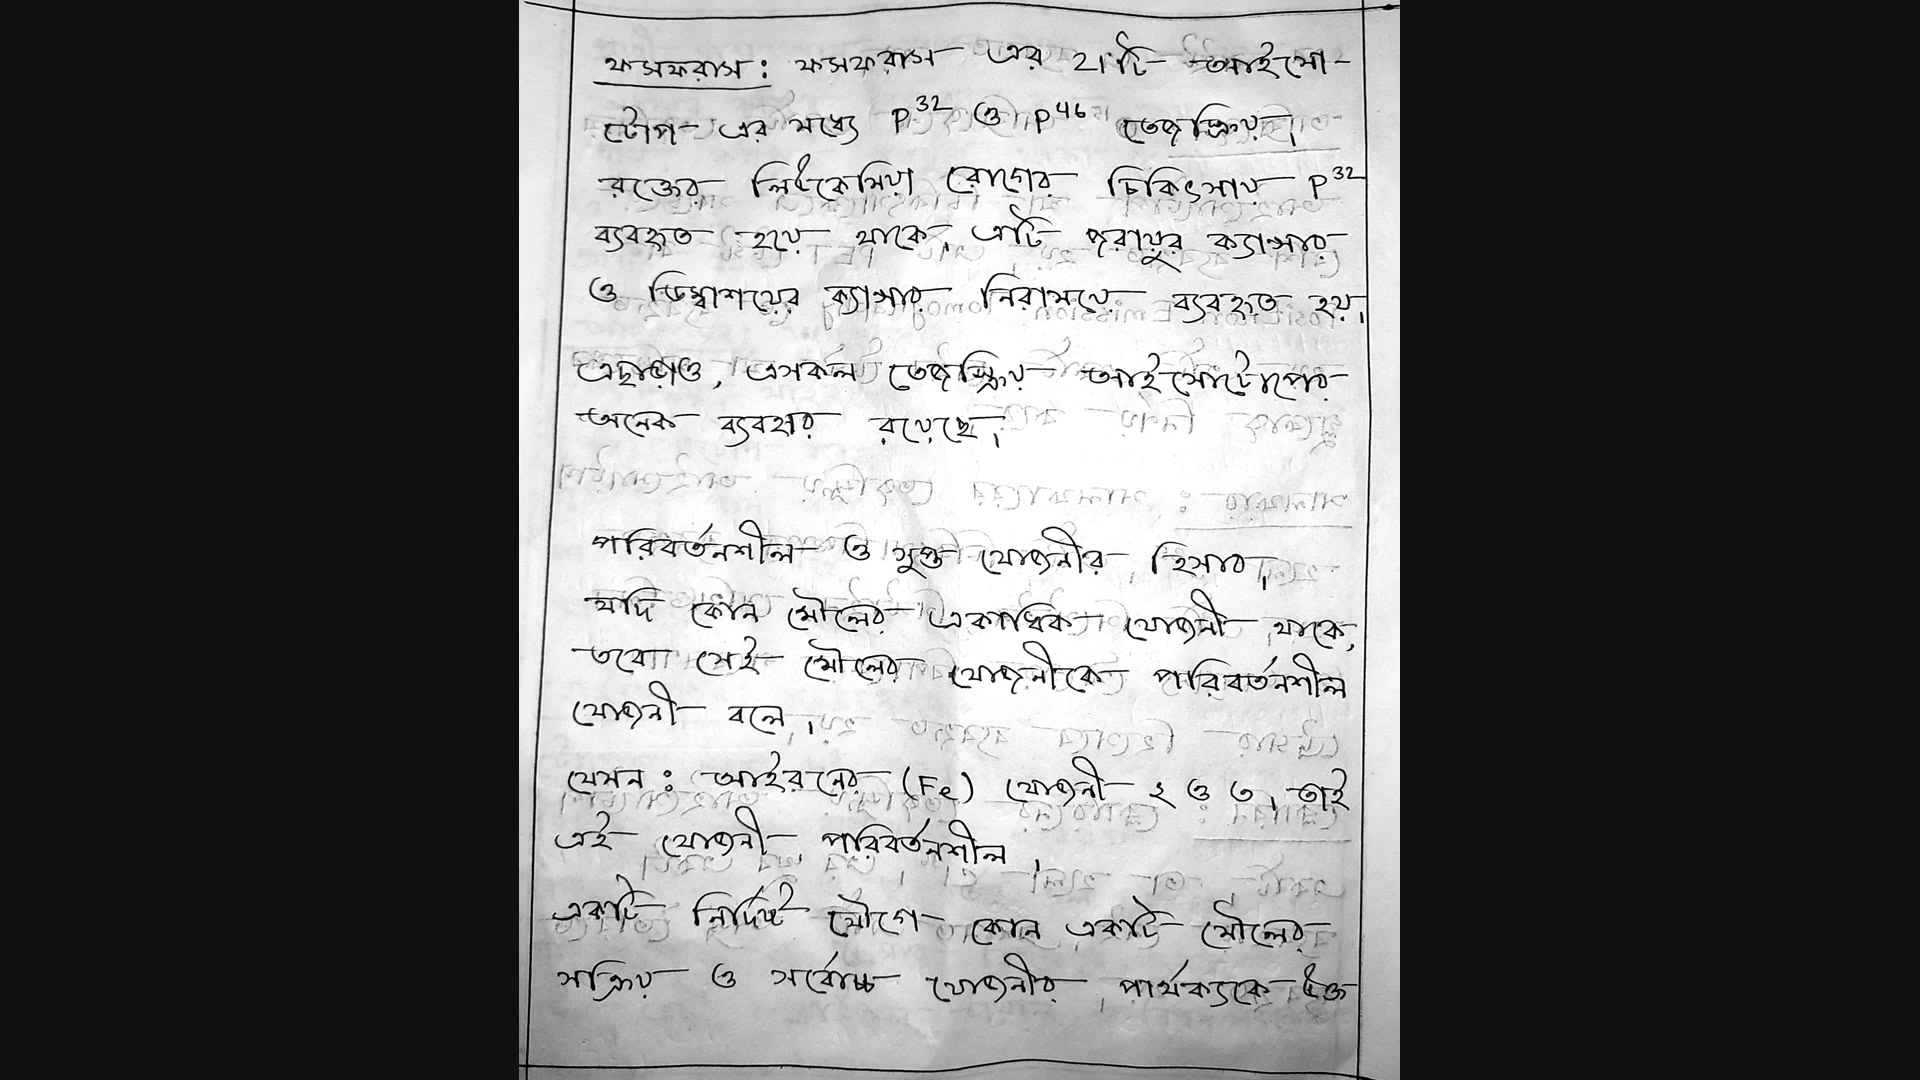 ফসফরাস: ফসফরাস এর ২টি আইসো-
টোপ এর মধ্যে P³² ও P⁴⁶ তেজস্ক্রিয়।
রক্তের লিউকেমিয়া রোগের চিকিৎসায় P³²
ব্যবহৃত হয়ে থাকে, এটি জরায়ুর ক্যান্সার
ও ডিম্বাশয়ের ক্যান্সার নিরাময়ে ব্যবহৃত হয়।
এছাড়াও, এসকল তেজস্ক্রিয় আইসোটোপের
অনেক ব্যবহার রয়েছে।
পরিবর্তনশীল ও সুপ্ত যোজনীর হিসাব।
যদি কোন মৌলের একাধিক যোজনী থাকে,
তবে সেই মৌলের যোজনীকে পরিবর্তনশীল
যোজনী বলে।
যেমন: আইরনের (Fe) যোজনী ২ ও ৩। তাই
এই যোজনী পরিবর্তনশীল।
একটি নির্দিষ্ট যৌগে কোন একটি মৌলের
সক্রিয় ও সর্বোচ্চ যোজনীর পার্থক্যকে উক্ত